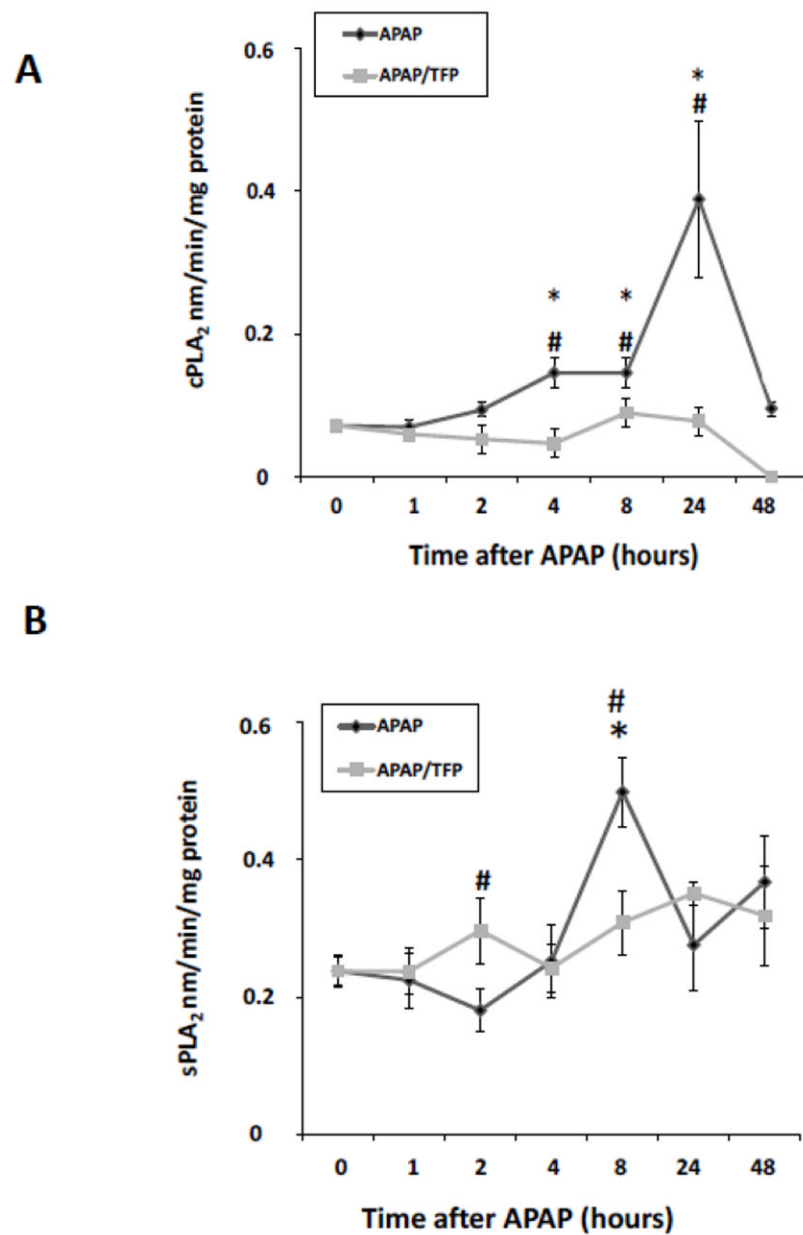 A
APAP
APAP/TFP
cPLA₂ nm/min/mg protein
0.6
0.4
0.2
0
*
#
*
#
*
#
0 1 2 4 8 24 48
Time after APAP (hours)
B
APAP
APAP/TFP
sPLA₂ nm/min/mg protein
0.6
0.4
0.2
0
#
#
*
0 1 2 4 8 24 48
Time after APAP (hours)